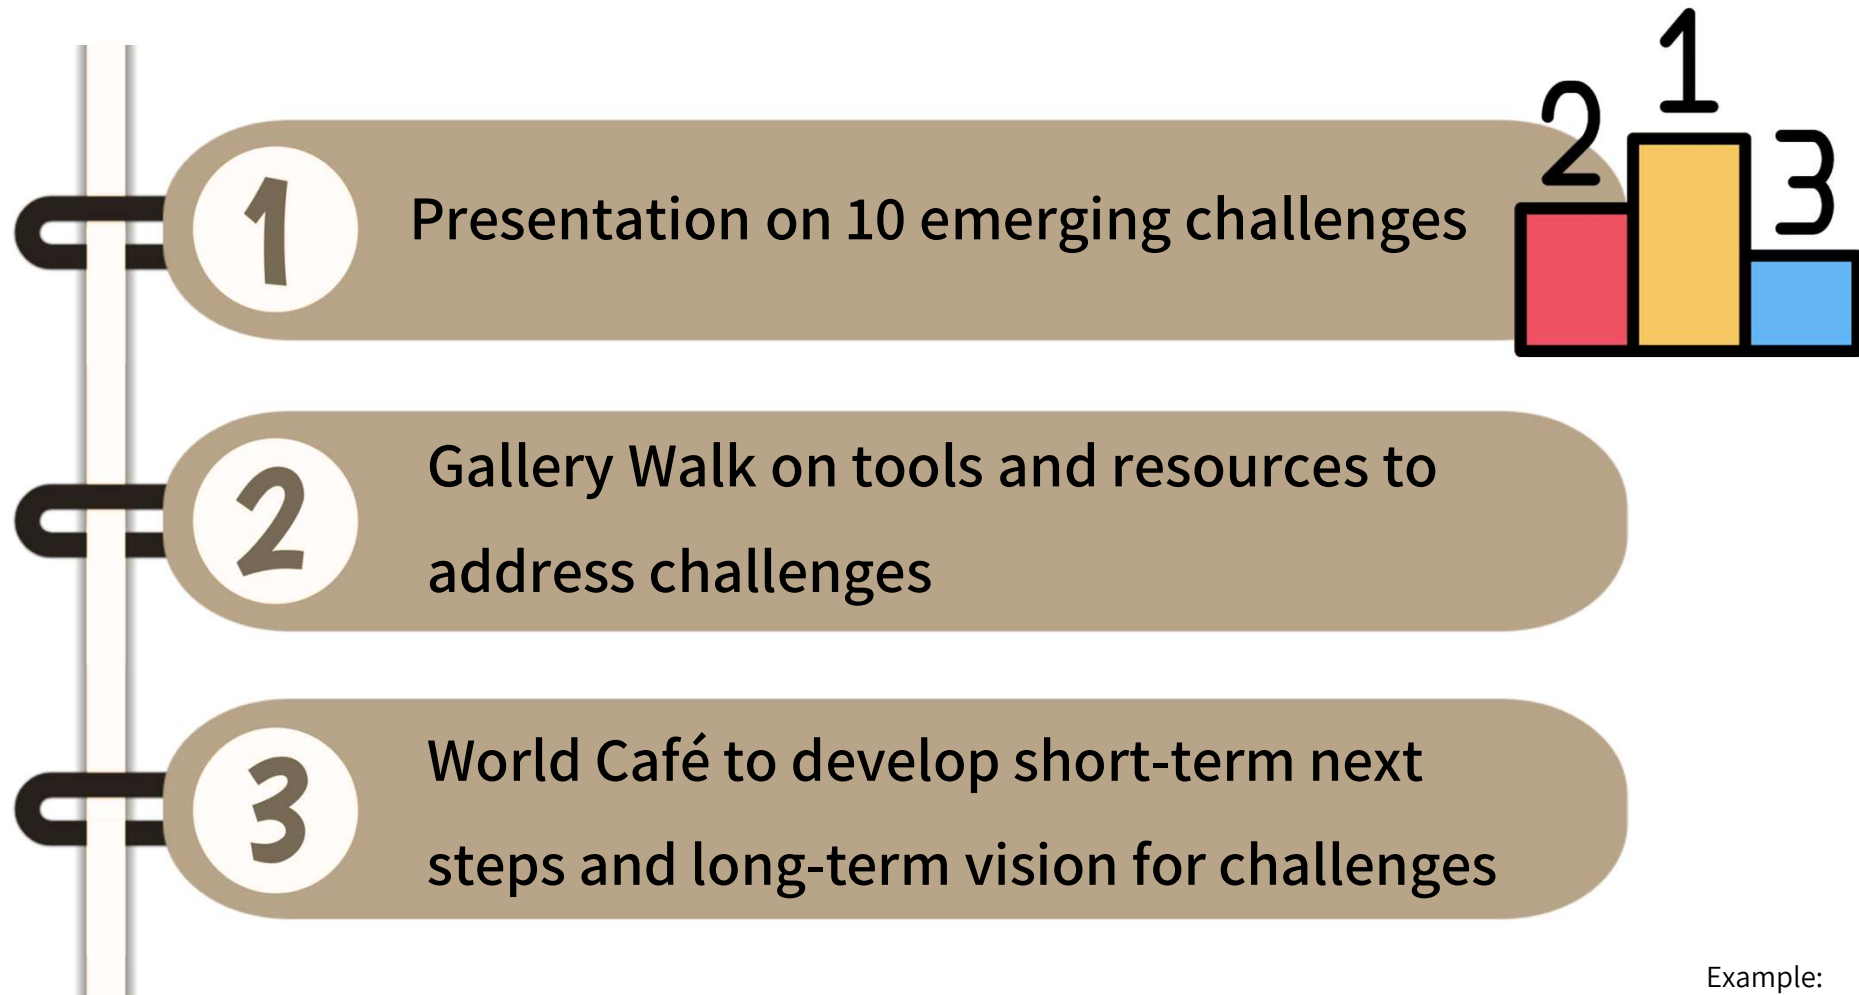 1
2
3
1
Presentation on 10 emerging challenges
2
Gallery Walk on tools and resources to
address challenges
3
World Café to develop short-term next
steps and long-term vision for challenges
Example: